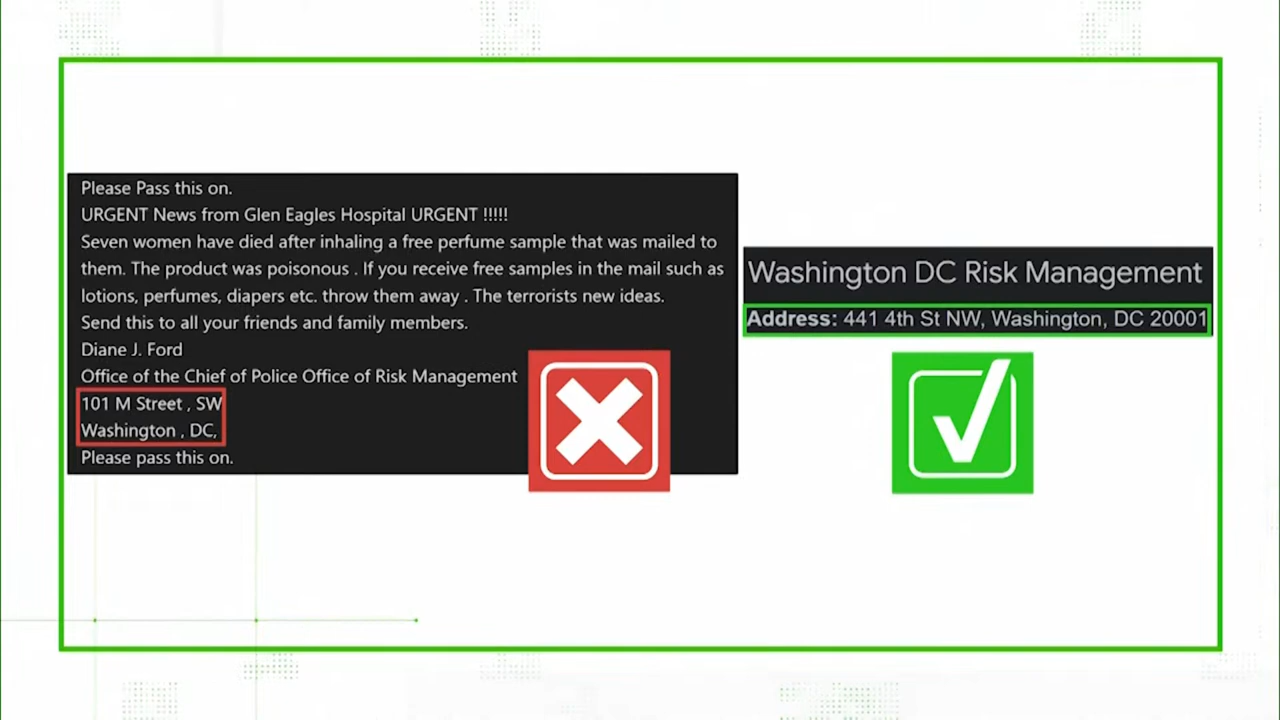 Please Pass this on.
URGENT News from Glen Eagles Hospital URGENT !!!!!
Seven women have died after inhaling a free perfume sample that was mailed to
them. The product was poisonous . If you receive free samples in the mail such as
lotions, perfumes, diapers etc. throw them away . The terrorists new ideas.
Send this to all your friends and family members.
Diane J. Ford
Office of the Chief of Police Office of Risk Management
101 M Street , SW
Washington , DC,
Please pass this on.
Washington DC Risk Management
Address: 441 4th St NW, Washington, DC 20001